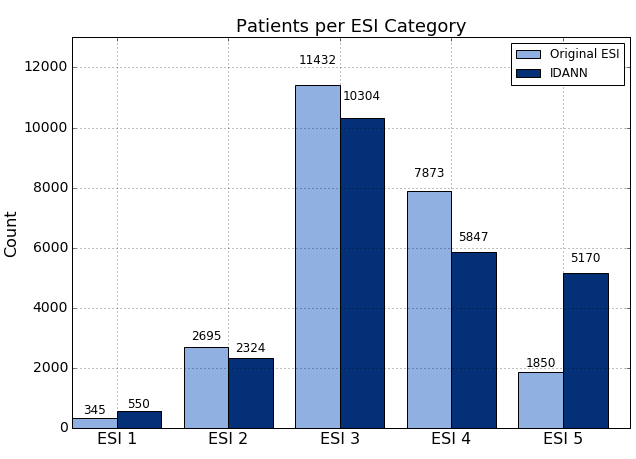 Patients per ESI Category
Original ESI
IDANN
Count
12000
10000
8000
6000
4000
2000
0
345
550
2695
2324
11432
10304
7873
5847
1850
5170
ESI 1
ESI 2
ESI 3
ESI 4
ESI 5